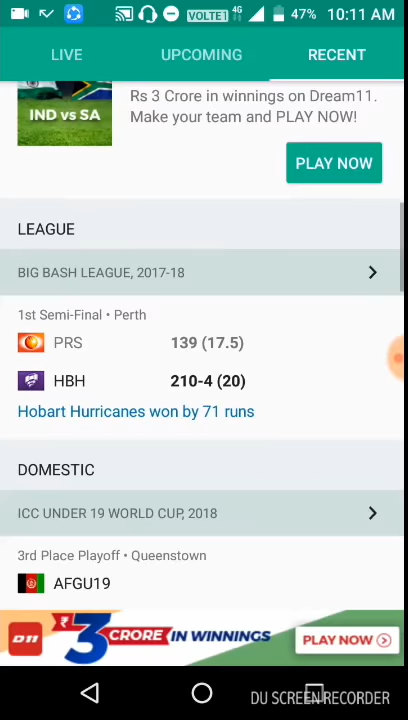 VOLTE1 4G 47% 10:11 AM
LIVE UPCOMING RECENT
Rs 3 Crore in winnings on Dream11.
IND vs SA Make your team and PLAY NOW!
PLAY NOW
LEAGUE
BIG BASH LEAGUE, 2017-18
1st Semi-Final • Perth
PRS 139 (17.5)
HBH 210-4 (20)
Hobart Hurricanes won by 71 runs
DOMESTIC
ICC UNDER 19 WORLD CUP, 2018
3rd Place Playoff • Queenstown
AFGU19
D11 ₹3 CRORE IN WINNINGS PLAY NOW
DU SCREEN RECORDER